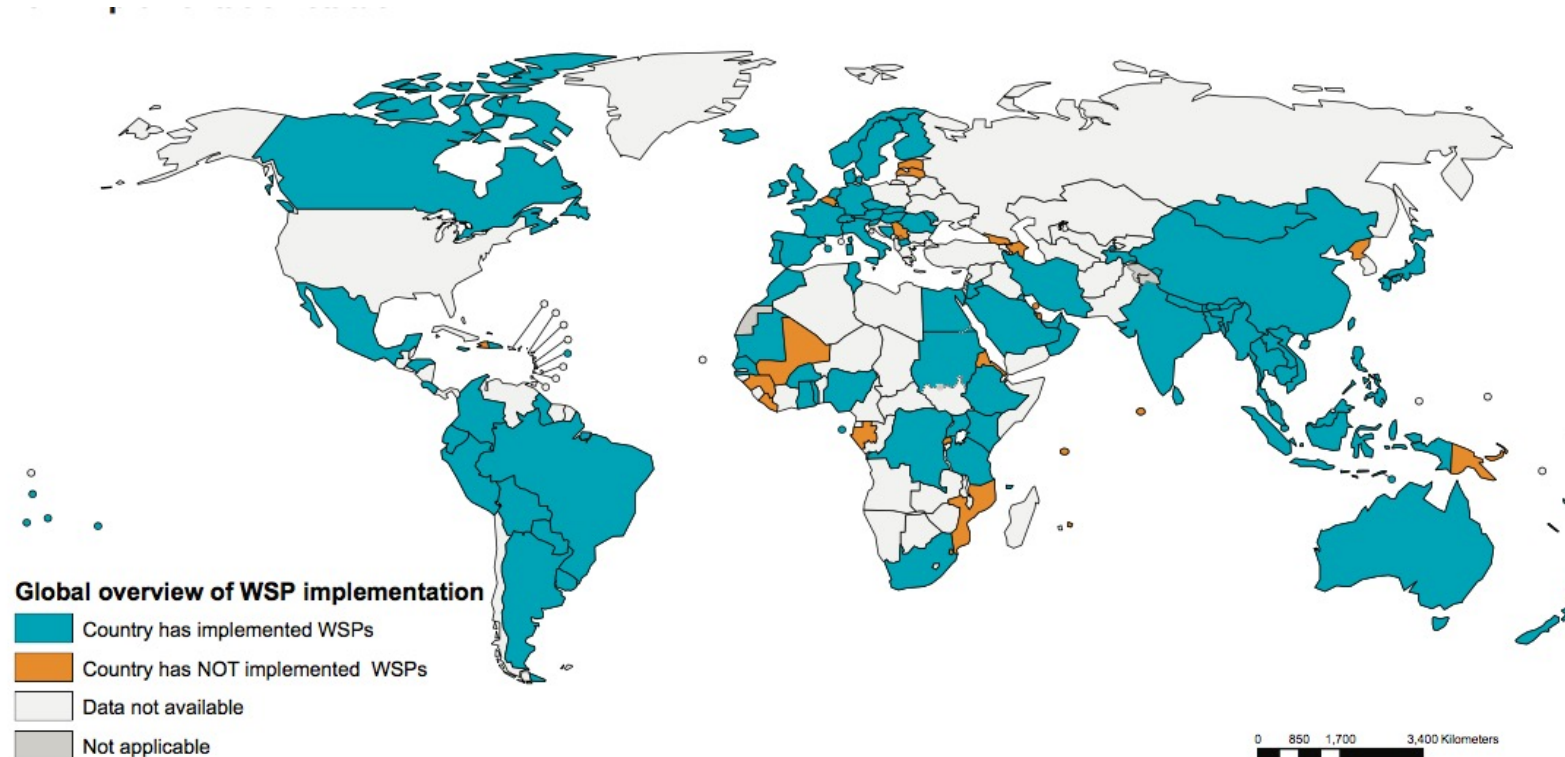 Global overview of WSP implementation
Country has implemented WSPs
Country has NOT implemented WSPs
Data not available
Not applicable
0 850 1,700 3,400 Kilometers